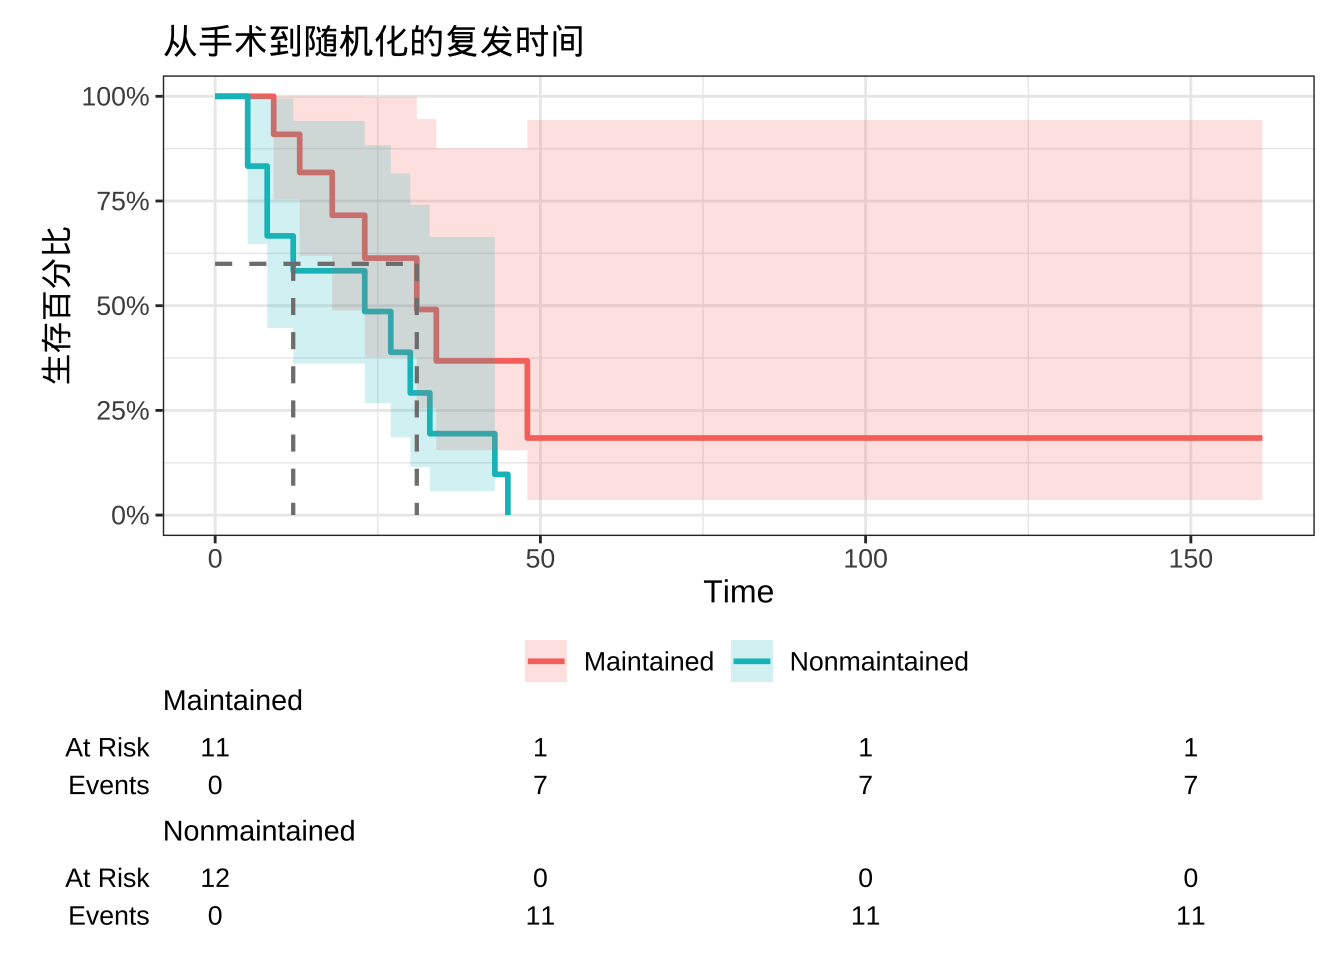 从手术到随机化的复发时间
生存百分比
100%
75%
50%
25%
0%
0 50 100 150
Time
Maintained Nonmaintained
Maintained
At Risk 11 1 1 1
Events 0 7 7 7
Nonmaintained
At Risk 12 0 0 0
Events 0 11 11 11